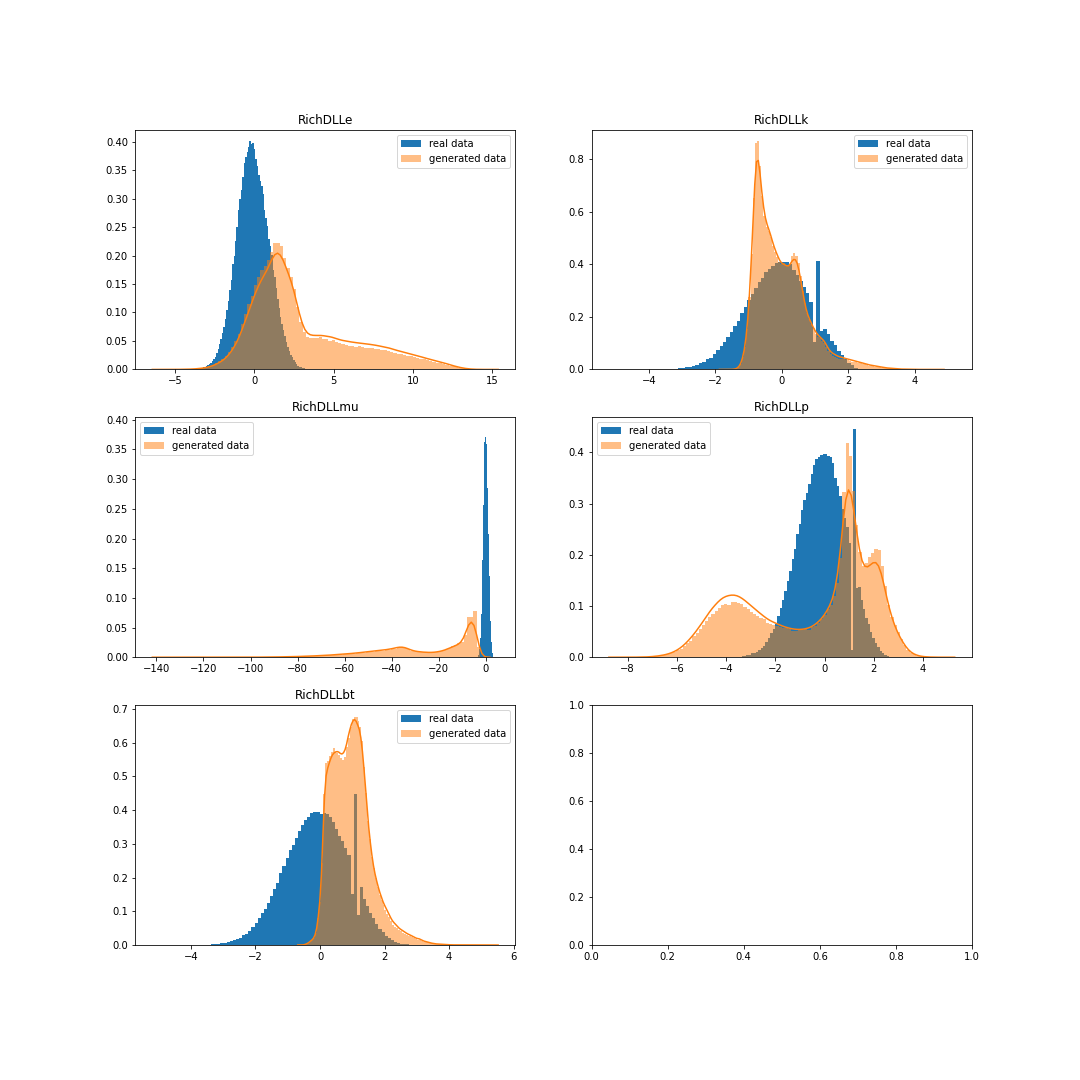 RichDLLe
real data
generated data
0.40
0.35
0.30
0.25
0.20
0.15
0.10
0.05
0.00
−5 0 5 10 15
RichDLLk
real data
generated data
0.8
0.6
0.4
0.2
0.0
−4 −2 0 2 4
RichDLLmu
real data
generated data
0.40
0.35
0.30
0.25
0.20
0.15
0.10
0.05
0.00
−140 −120 −100 −80 −60 −40 −20 0
RichDLLp
real data
generated data
0.4
0.3
0.2
0.1
0.0
−8 −6 −4 −2 0 2 4
RichDLLbt
real data
generated data
0.7
0.6
0.5
0.4
0.3
0.2
0.1
0.0
−4 −2 0 2 4 6
1.0
0.8
0.6
0.4
0.2
0.0
0.0 0.2 0.4 0.6 0.8 1.0